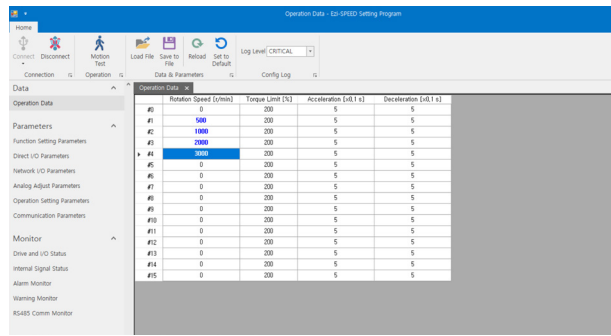 Operation Data - Ezi-SPEED Setting Program
Home
Connect Disconnect Motion Test Load File Save to File Reload Set to Default Log Level CRITICAL
Connection Operation Data & Parameters Config Log
Data
Operation Data
Parameters
Function Setting Parameters
Direct I/O Parameters
Network I/O Parameters
Analog Adjust Parameters
Operation Setting Parameters
Communication Parameters
Monitor
Drive and I/O Status
Internal Signal Status
Alarm Monitor
Warning Monitor
RS485 Comm Monitor
Operation Data ×
Rotation Speed [r/min] Torque Limit [%] Acceleration [x0,1 s] Deceleration [x0,1 s]
#0 0 200 5 5
#1 500 200 5 5
#2 1000 200 5 5
#3 2000 200 5 5
#4 3000 200 5 5
#5 0 200 5 5
#6 0 200 5 5
#7 0 200 5 5
#8 0 200 5 5
#9 0 200 5 5
#10 0 200 5 5
#11 0 200 5 5
#12 0 200 5 5
#13 0 200 5 5
#14 0 200 5 5
#15 0 200 5 5